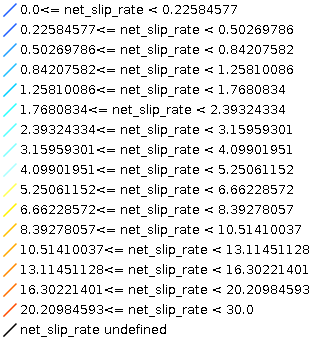 0.0<= net_slip_rate < 0.22584577
0.22584577<= net_slip_rate < 0.50269786
0.50269786<= net_slip_rate < 0.84207582
0.84207582<= net_slip_rate < 1.25810086
1.25810086<= net_slip_rate < 1.7680834
1.7680834<= net_slip_rate < 2.39324334
2.39324334<= net_slip_rate < 3.15959301
3.15959301<= net_slip_rate < 4.09901951
4.09901951<= net_slip_rate < 5.25061152
5.25061152<= net_slip_rate < 6.66228572
6.66228572<= net_slip_rate < 8.39278057
8.39278057<= net_slip_rate < 10.51410037
10.51410037<= net_slip_rate < 13.11451128
13.11451128<= net_slip_rate < 16.30221401
16.30221401<= net_slip_rate < 20.20984593
20.20984593<= net_slip_rate < 30.0
net_slip_rate undefined